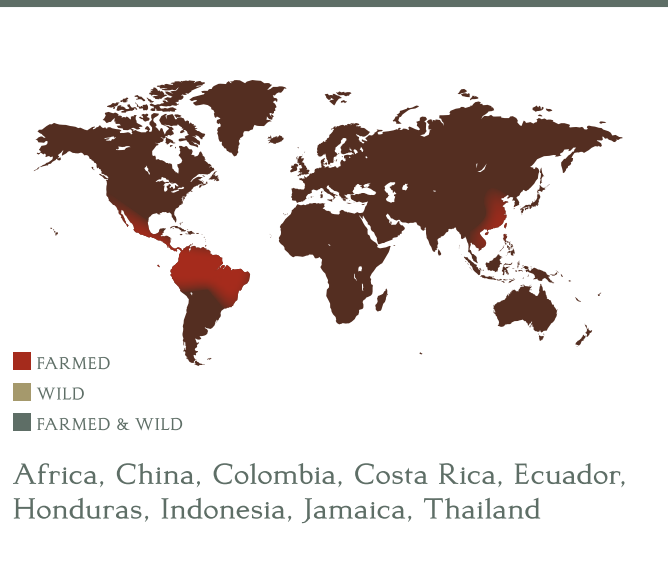 FARMED
WILD
FARMED & WILD
Africa, China, Colombia, Costa Rica, Ecuador,
Honduras, Indonesia, Jamaica, Thailand